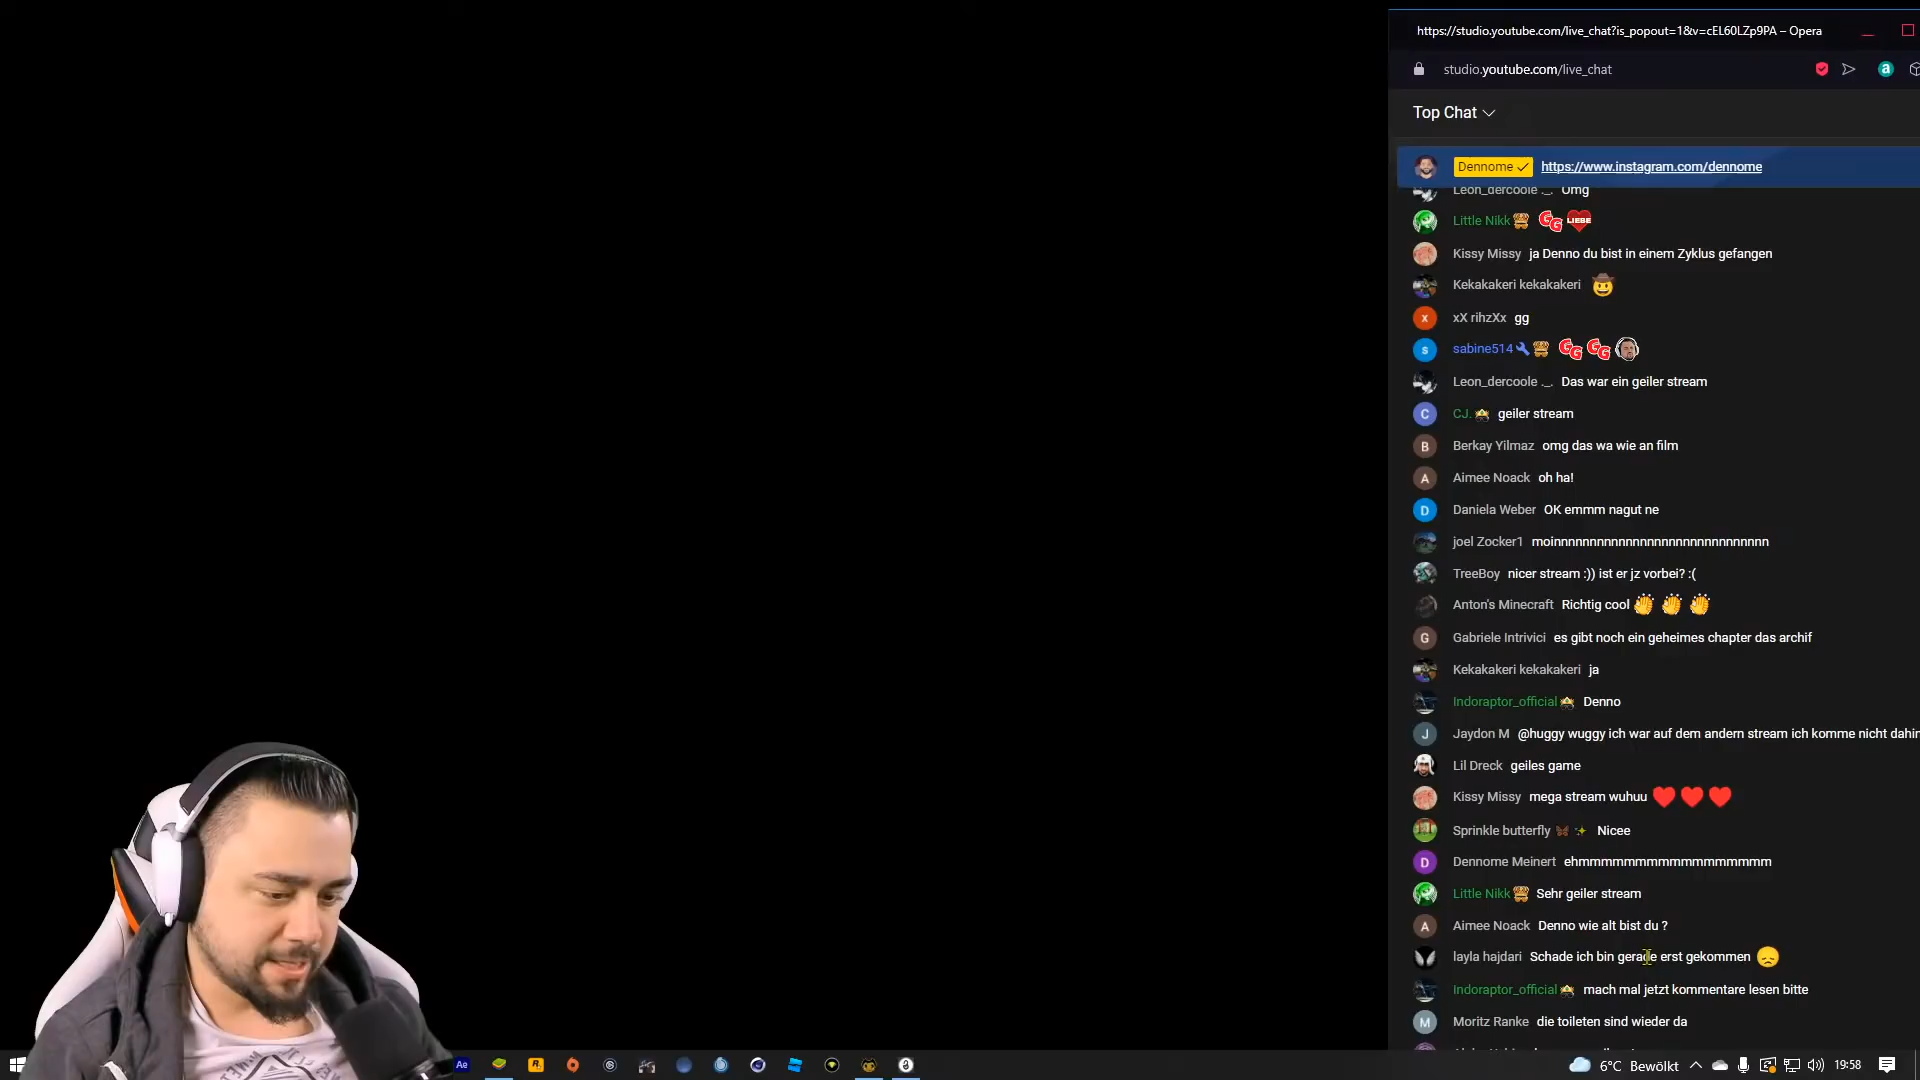 https://studio.youtube.com/live_chat?is_popout=1&v=cEL60LZp9PA – Opera
studio.youtube.com/live_chat
Top Chat
Dennome https://www.instagram.com/dennome
Leon_dercoole ._. Omg
Little Nikk GG LIEBE
Kissy Missy ja Denno du bist in einem Zyklus gefangen
Kekakakeri kekakakeri 🤠
x xX rihzXx gg
s sabine514 GG GG
Leon_dercoole ._. Das war ein geiler stream
C CJ. geiler stream
B Berkay Yilmaz omg das wa wie an film
A Aimee Noack oh ha!
D Daniela Weber OK emmm nagut ne
joel Zocker1 moinnnnnnnnnnnnnnnnnnnnnnnnnnnnnn
TreeBoy nicer stream :)) ist er jz vorbei? :(
Anton's Minecraft Richtig cool 👏 👏 👏
G Gabriele Intrivici es gibt noch ein geheimes chapter das archif
Kekakakeri kekakakeri ja
Indoraptor_official Denno
J Jaydon M @huggy wuggy ich war auf dem andern stream ich komme nicht dahin
Lil Dreck geiles game
Kissy Missy mega stream wuhuu ❤ ❤ ❤
Sprinkle butterfly 🦋 ✨ Nicee
D Dennome Meinert ehmmmmmmmmmmmmmmmmm
Little Nikk Sehr geiler stream
A Aimee Noack Denno wie alt bist du ?
layla hajdari Schade ich bin gerade erst gekommen 😞
Indoraptor_official mach mal jetzt kommentare lesen bitte
M Moritz Ranke die toileten sind wieder da
Ae R 6°C Bewölkt 19:58